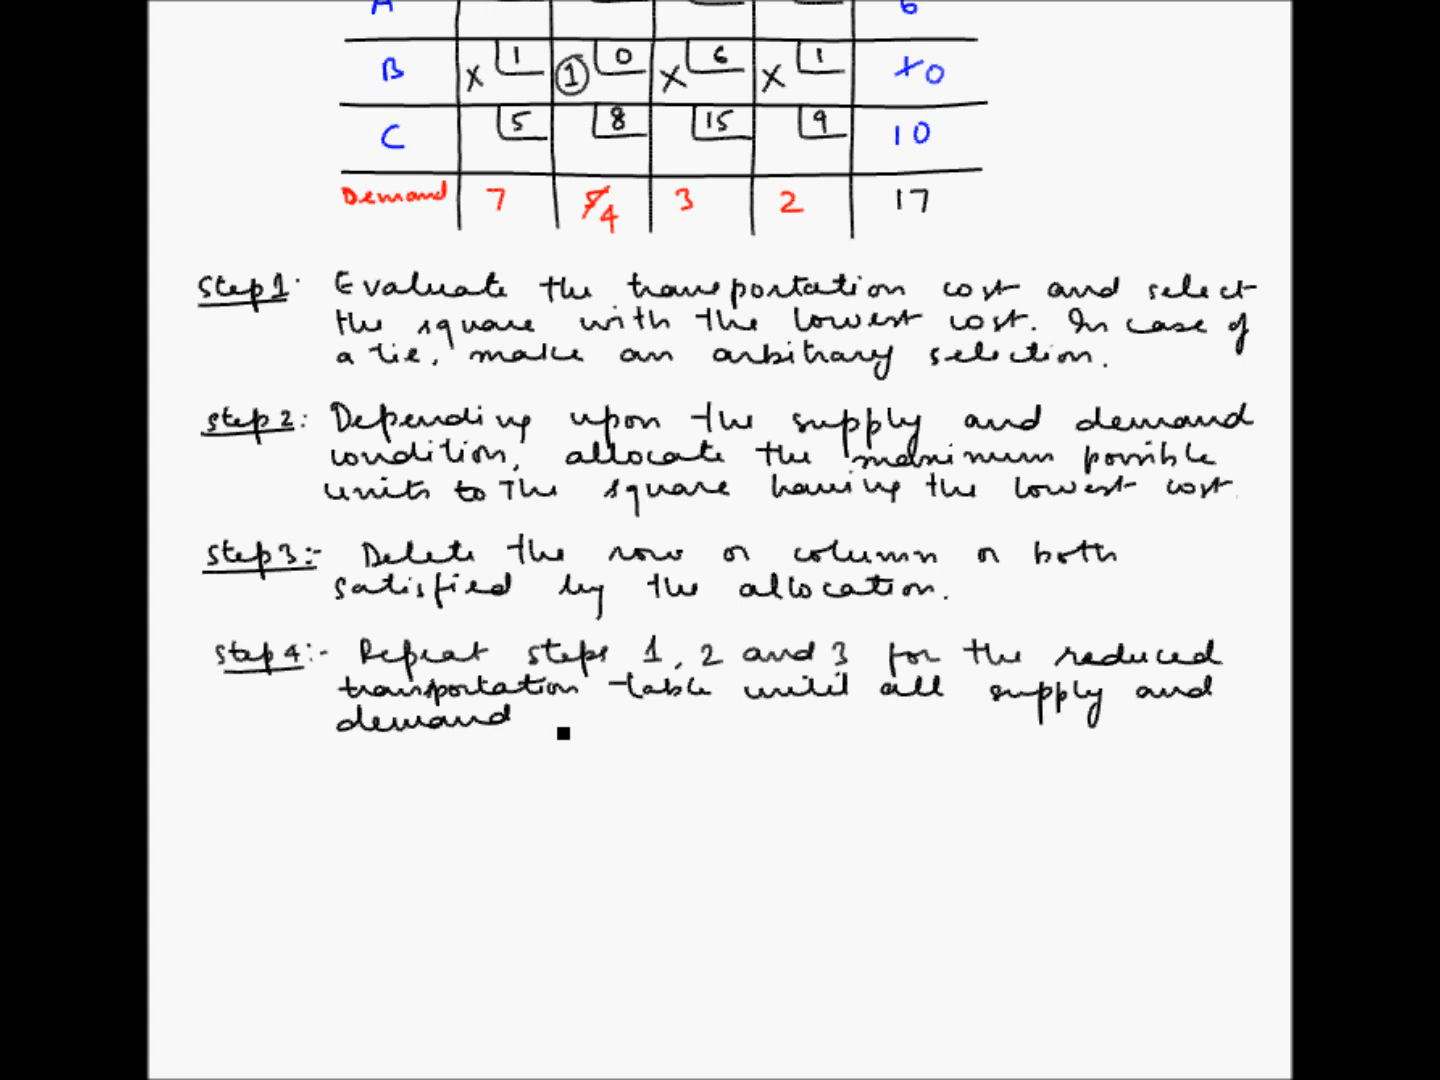 A 6
B x 1 1 0 x 6 x 1 1 0
C 5 8 15 9 10
Demand 7 5 4 3 2 17
Step 1: Evaluate the transportation cost and select
the square with the lowest cost. In case of
a tie, make an arbitrary selection.
Step 2: Depending upon the supply and demand
condition, allocate the maximum possible
units to the square having the lowest cost.
Step 3:- Delete the row or column or both
satisfied by the allocation.
Step 4:- Repeat steps 1, 2 and 3 for the reduced
transportation table until all supply and
demand